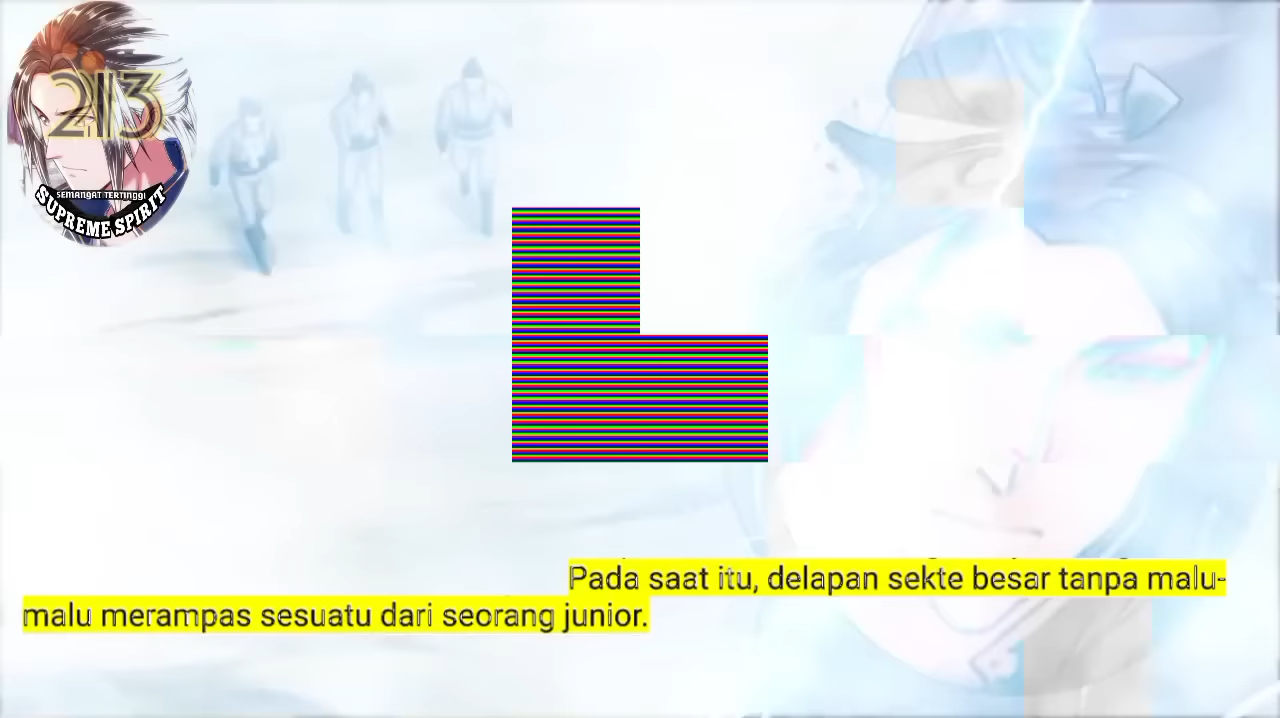 213
SEMANGAT TERTINGGI
SUPREME SPIRIT
Pada saat itu, delapan sekte besar tanpa malu-
malu merampas sesuatu dari seorang junior.